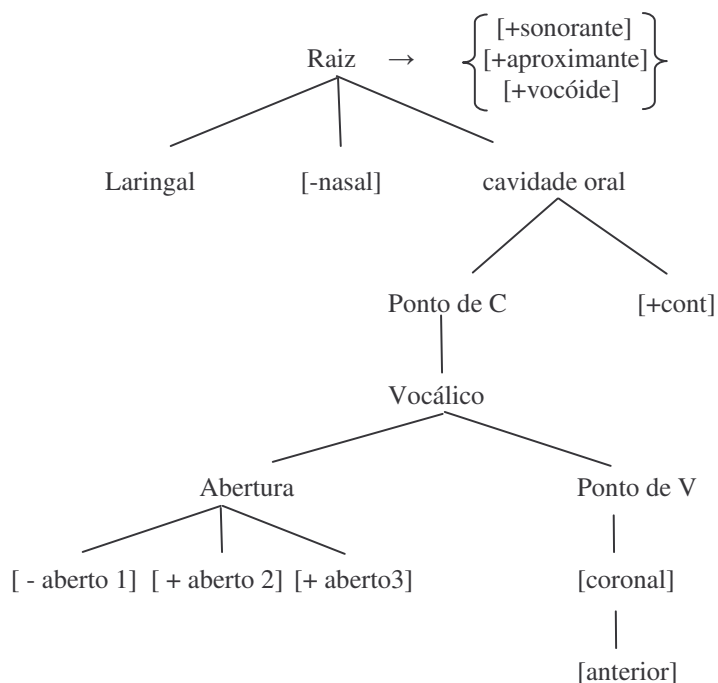 [+sonorante]
Raiz → [+aproximante]
[+vocóide]
Laringal [-nasal] cavidade oral
Ponto de C [+cont]
Vocálico
Abertura Ponto de V
[ - aberto 1] [ + aberto 2] [+ aberto3] [coronal]
[anterior]